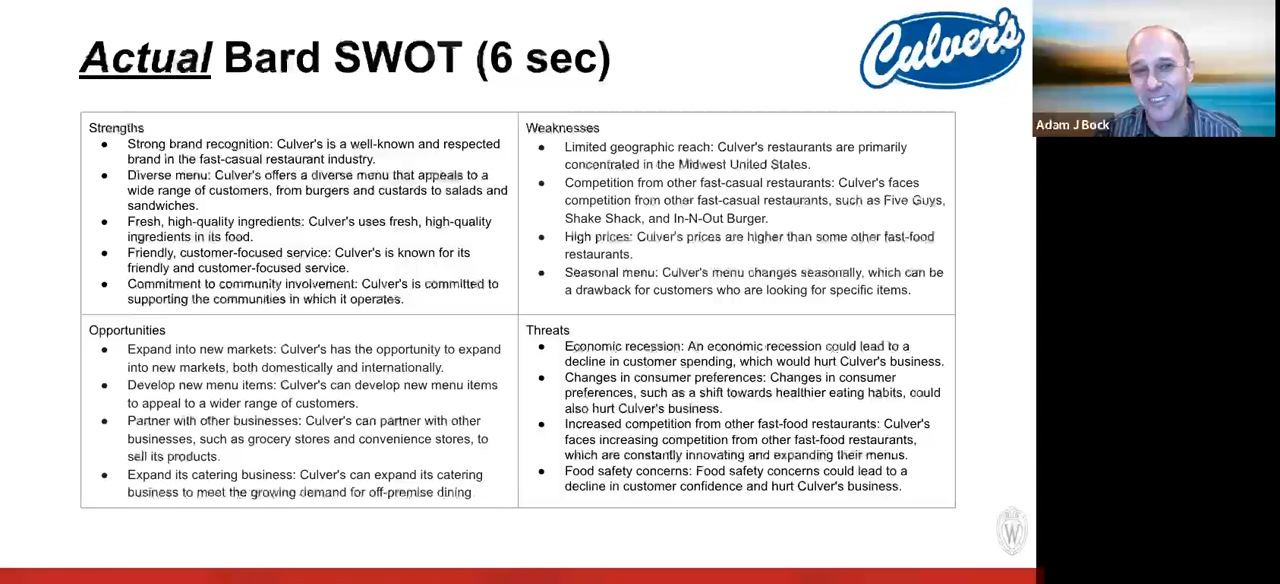 Actual Bard SWOT (6 sec)
Culver's
Adam J Bock
Strengths
● Strong brand recognition: Culver's is a well-known and respected
brand in the fast-casual restaurant industry.
● Diverse menu: Culver's offers a diverse menu that appeals to a
wide range of customers, from burgers and custards to salads and
sandwiches.
● Fresh, high-quality ingredients: Culver's uses fresh, high-quality
ingredients in its food.
● Friendly, customer-focused service: Culver's is known for its
friendly and customer-focused service.
● Commitment to community involvement: Culver's is committed to
supporting the communities in which it operates.
Weaknesses
● Limited geographic reach: Culver's restaurants are primarily
concentrated in the Midwest United States.
● Competition from other fast-casual restaurants: Culver's faces
competition from other fast-casual restaurants, such as Five Guys,
Shake Shack, and In-N-Out Burger.
● High prices: Culver's prices are higher than some other fast-food
restaurants.
● Seasonal menu: Culver's menu changes seasonally, which can be
a drawback for customers who are looking for specific items.
Opportunities
● Expand into new markets: Culver's has the opportunity to expand
into new markets, both domestically and internationally.
● Develop new menu items: Culver's can develop new menu items
to appeal to a wider range of customers.
● Partner with other businesses: Culver's can partner with other
businesses, such as grocery stores and convenience stores, to
sell its products.
● Expand its catering business: Culver's can expand its catering
business to meet the growing demand for off-premise dining
Threats
● Economic recession: An economic recession could lead to a
decline in customer spending, which would hurt Culver's business.
● Changes in consumer preferences: Changes in consumer
preferences, such as a shift towards healthier eating habits, could
also hurt Culver's business.
● Increased competition from other fast-food restaurants: Culver's
faces increasing competition from other fast-food restaurants,
which are constantly innovating and expanding their menus.
● Food safety concerns: Food safety concerns could lead to a
decline in customer confidence and hurt Culver's business.
W